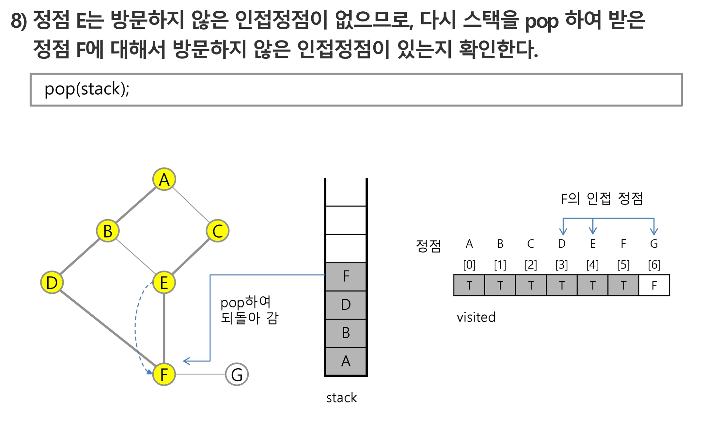 8) 정점 E는 방문하지 않은 인접정점이 없으므로, 다시 스택을 pop 하여 받은
정점 F에 대해서 방문하지 않은 인접정점이 있는지 확인한다.
pop(stack);
A
B
C
D
E
F
G
pop하여
되돌아 감
F
D
B
A
stack
F의 인접 정점
정점 A B C D E F G
[0] [1] [2] [3] [4] [5] [6]
T T T T T T F
visited